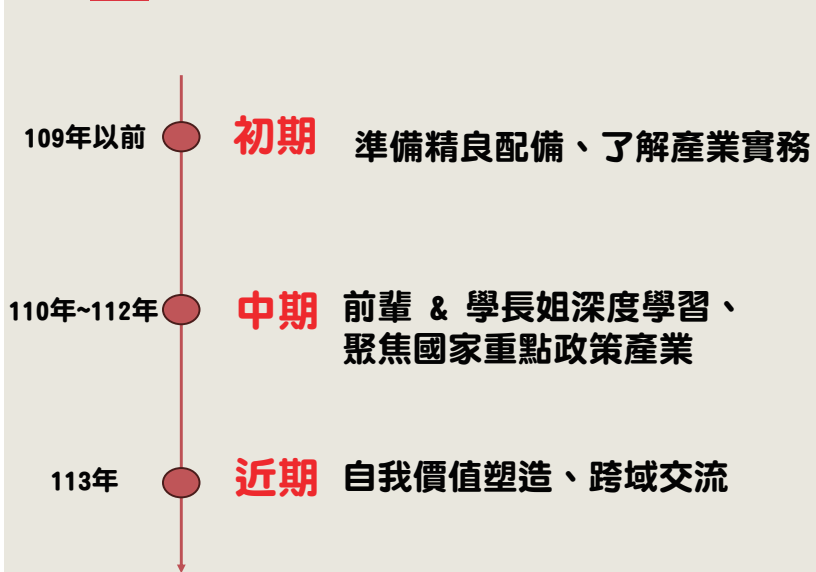 109年以前 初期 準備精良配備、了解產業實務
110年~112年 中期 前輩 & 學長姐深度學習、
聚焦國家重點政策產業
113年 近期 自我價值塑造、跨域交流